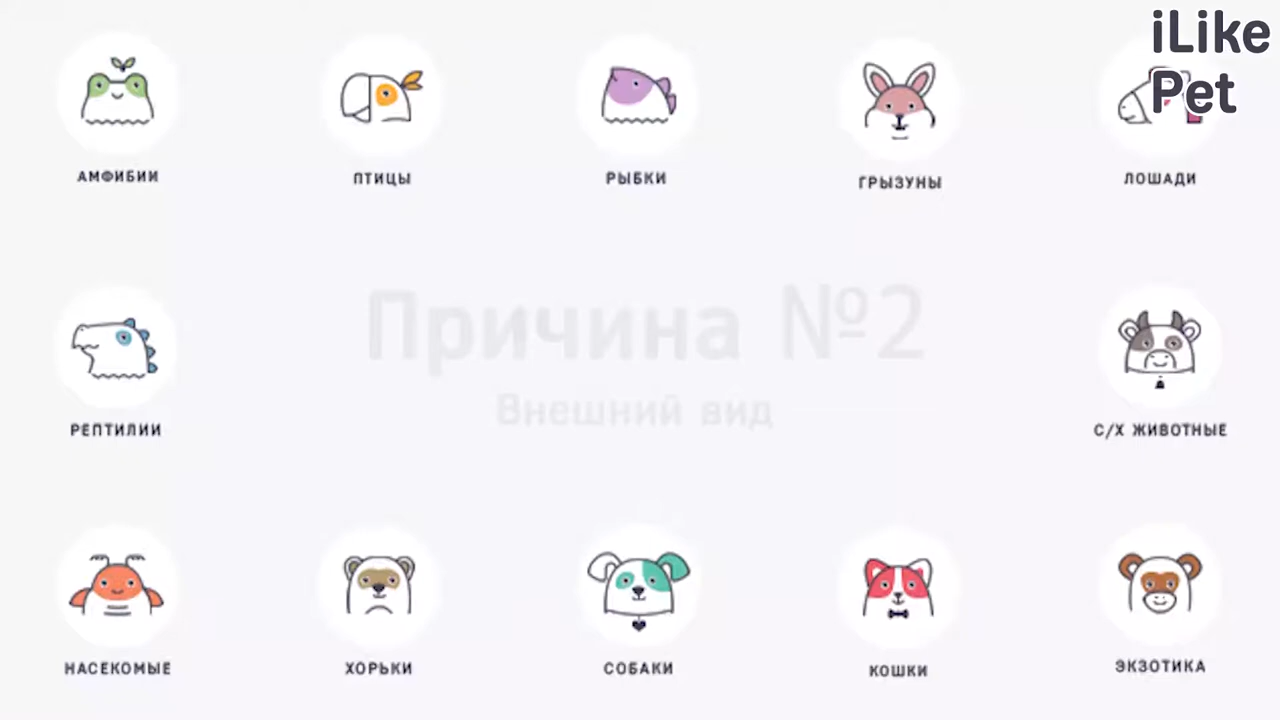 iLike
Pet
АМФИБИИ
ПТИЦЫ
РЫБКИ
ГРЫЗУНЫ
ЛОШАДИ
Причина №2
Внешний вид
РЕПТИЛИИ
С/Х ЖИВОТНЫЕ
НАСЕКОМЫЕ
ХОРЬКИ
СОБАКИ
КОШКИ
ЭКЗОТИКА